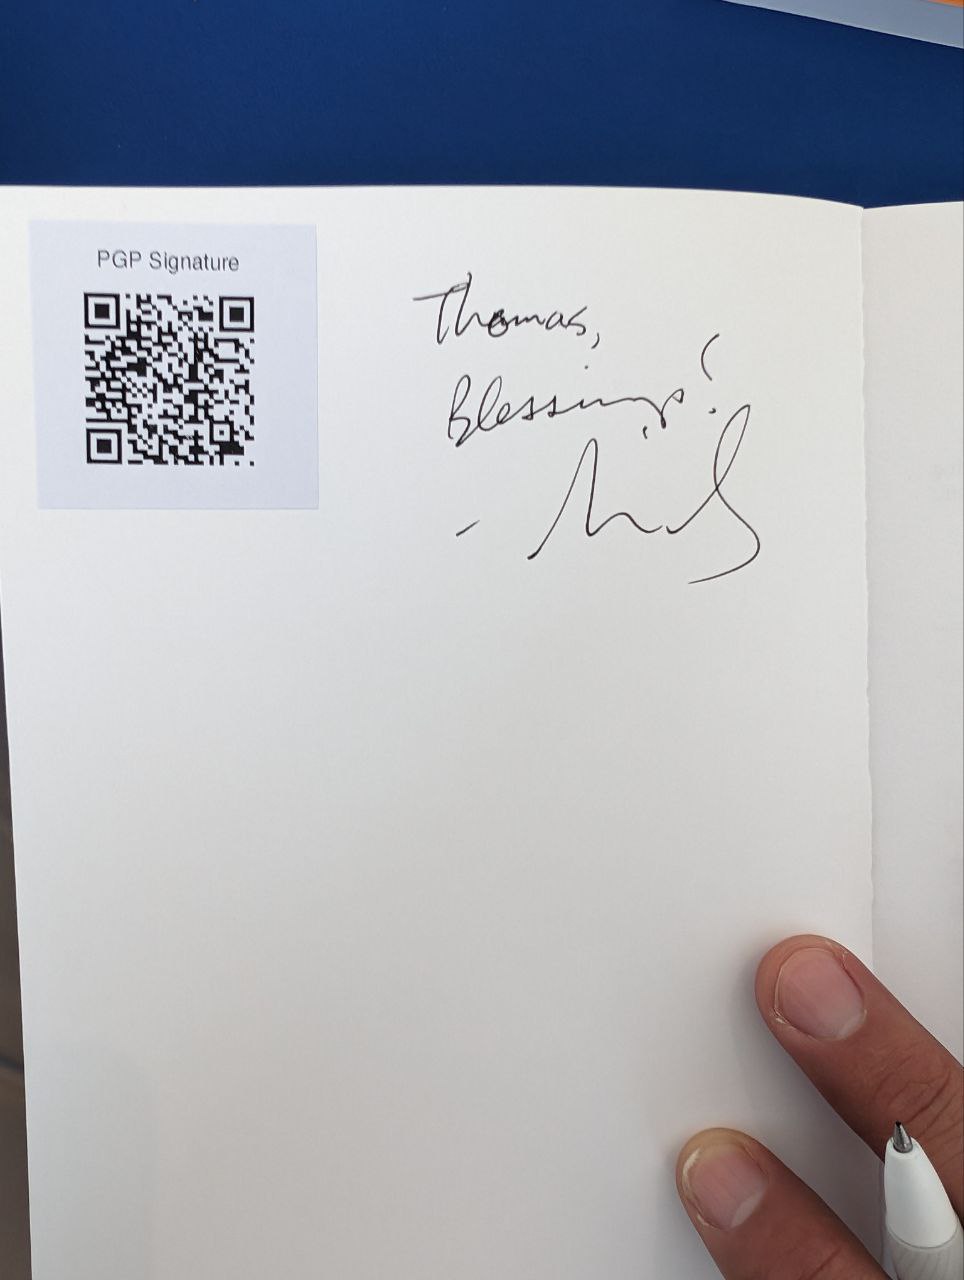 PGP Signature
Thomas,
Blessings!